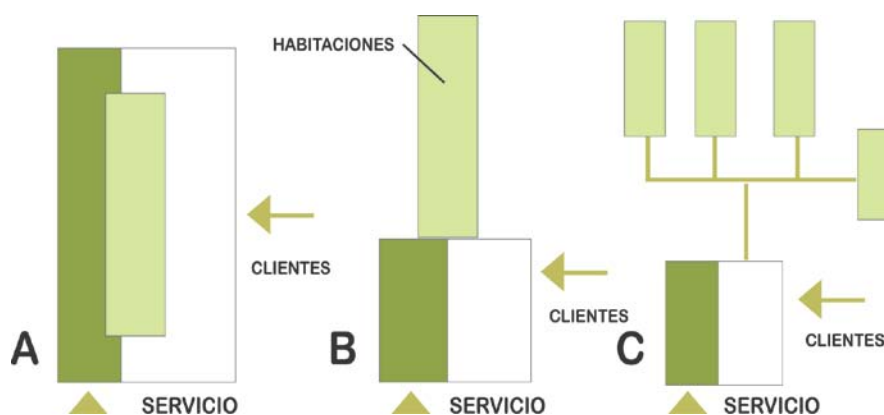 HABITACIONES
CLIENTES
A
SERVICIO
CLIENTES
B
SERVICIO
CLIENTES
C
SERVICIO